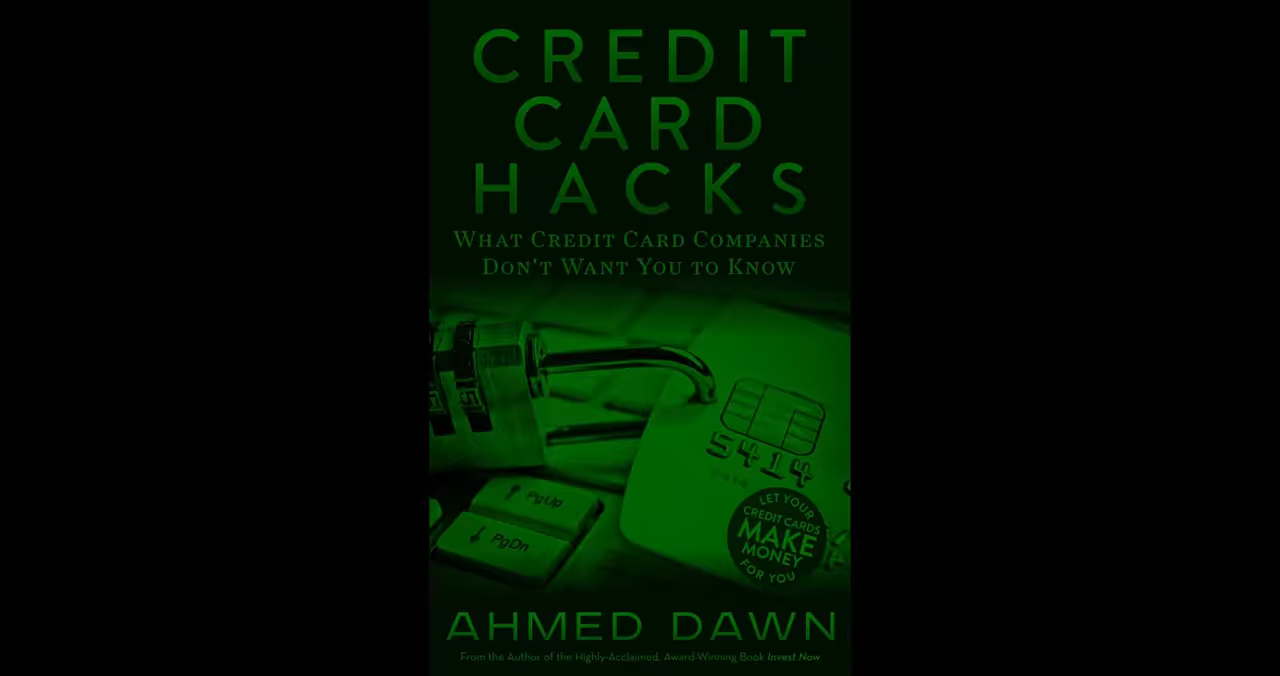 CREDIT
CARD
HACKS
WHAT CREDIT CARD COMPANIES
DON'T WANT YOU TO KNOW
PgUp
PgDn
5414
LET YOUR
CREDIT CARDS
MAKE
MONEY
FOR YOU
AHMED DAWN
From the Author of the Highly-Acclaimed, Award-Winning Book Invest Now